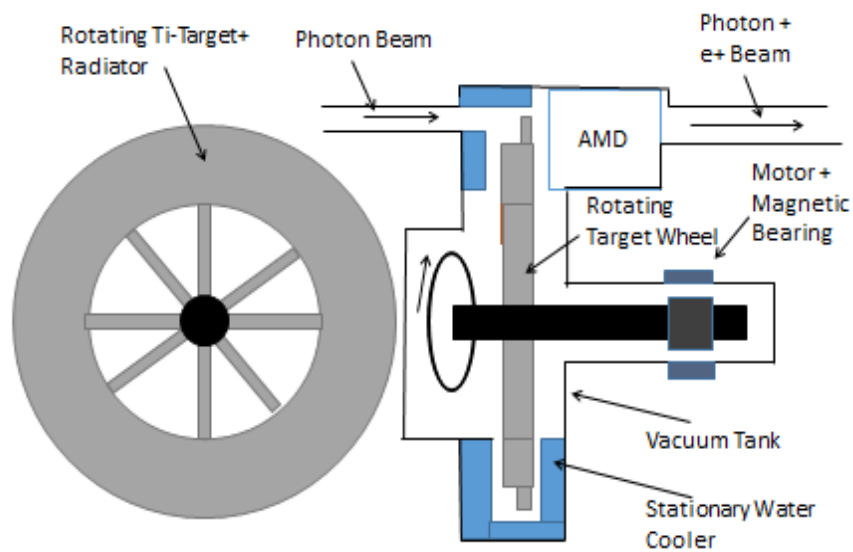 Rotating Ti-Target+
Radiator
Photon Beam
Photon +
e+ Beam
AMD
Motor +
Magnetic
Bearing
Rotating
Target Wheel
Vacuum Tank
Stationary Water
Cooler